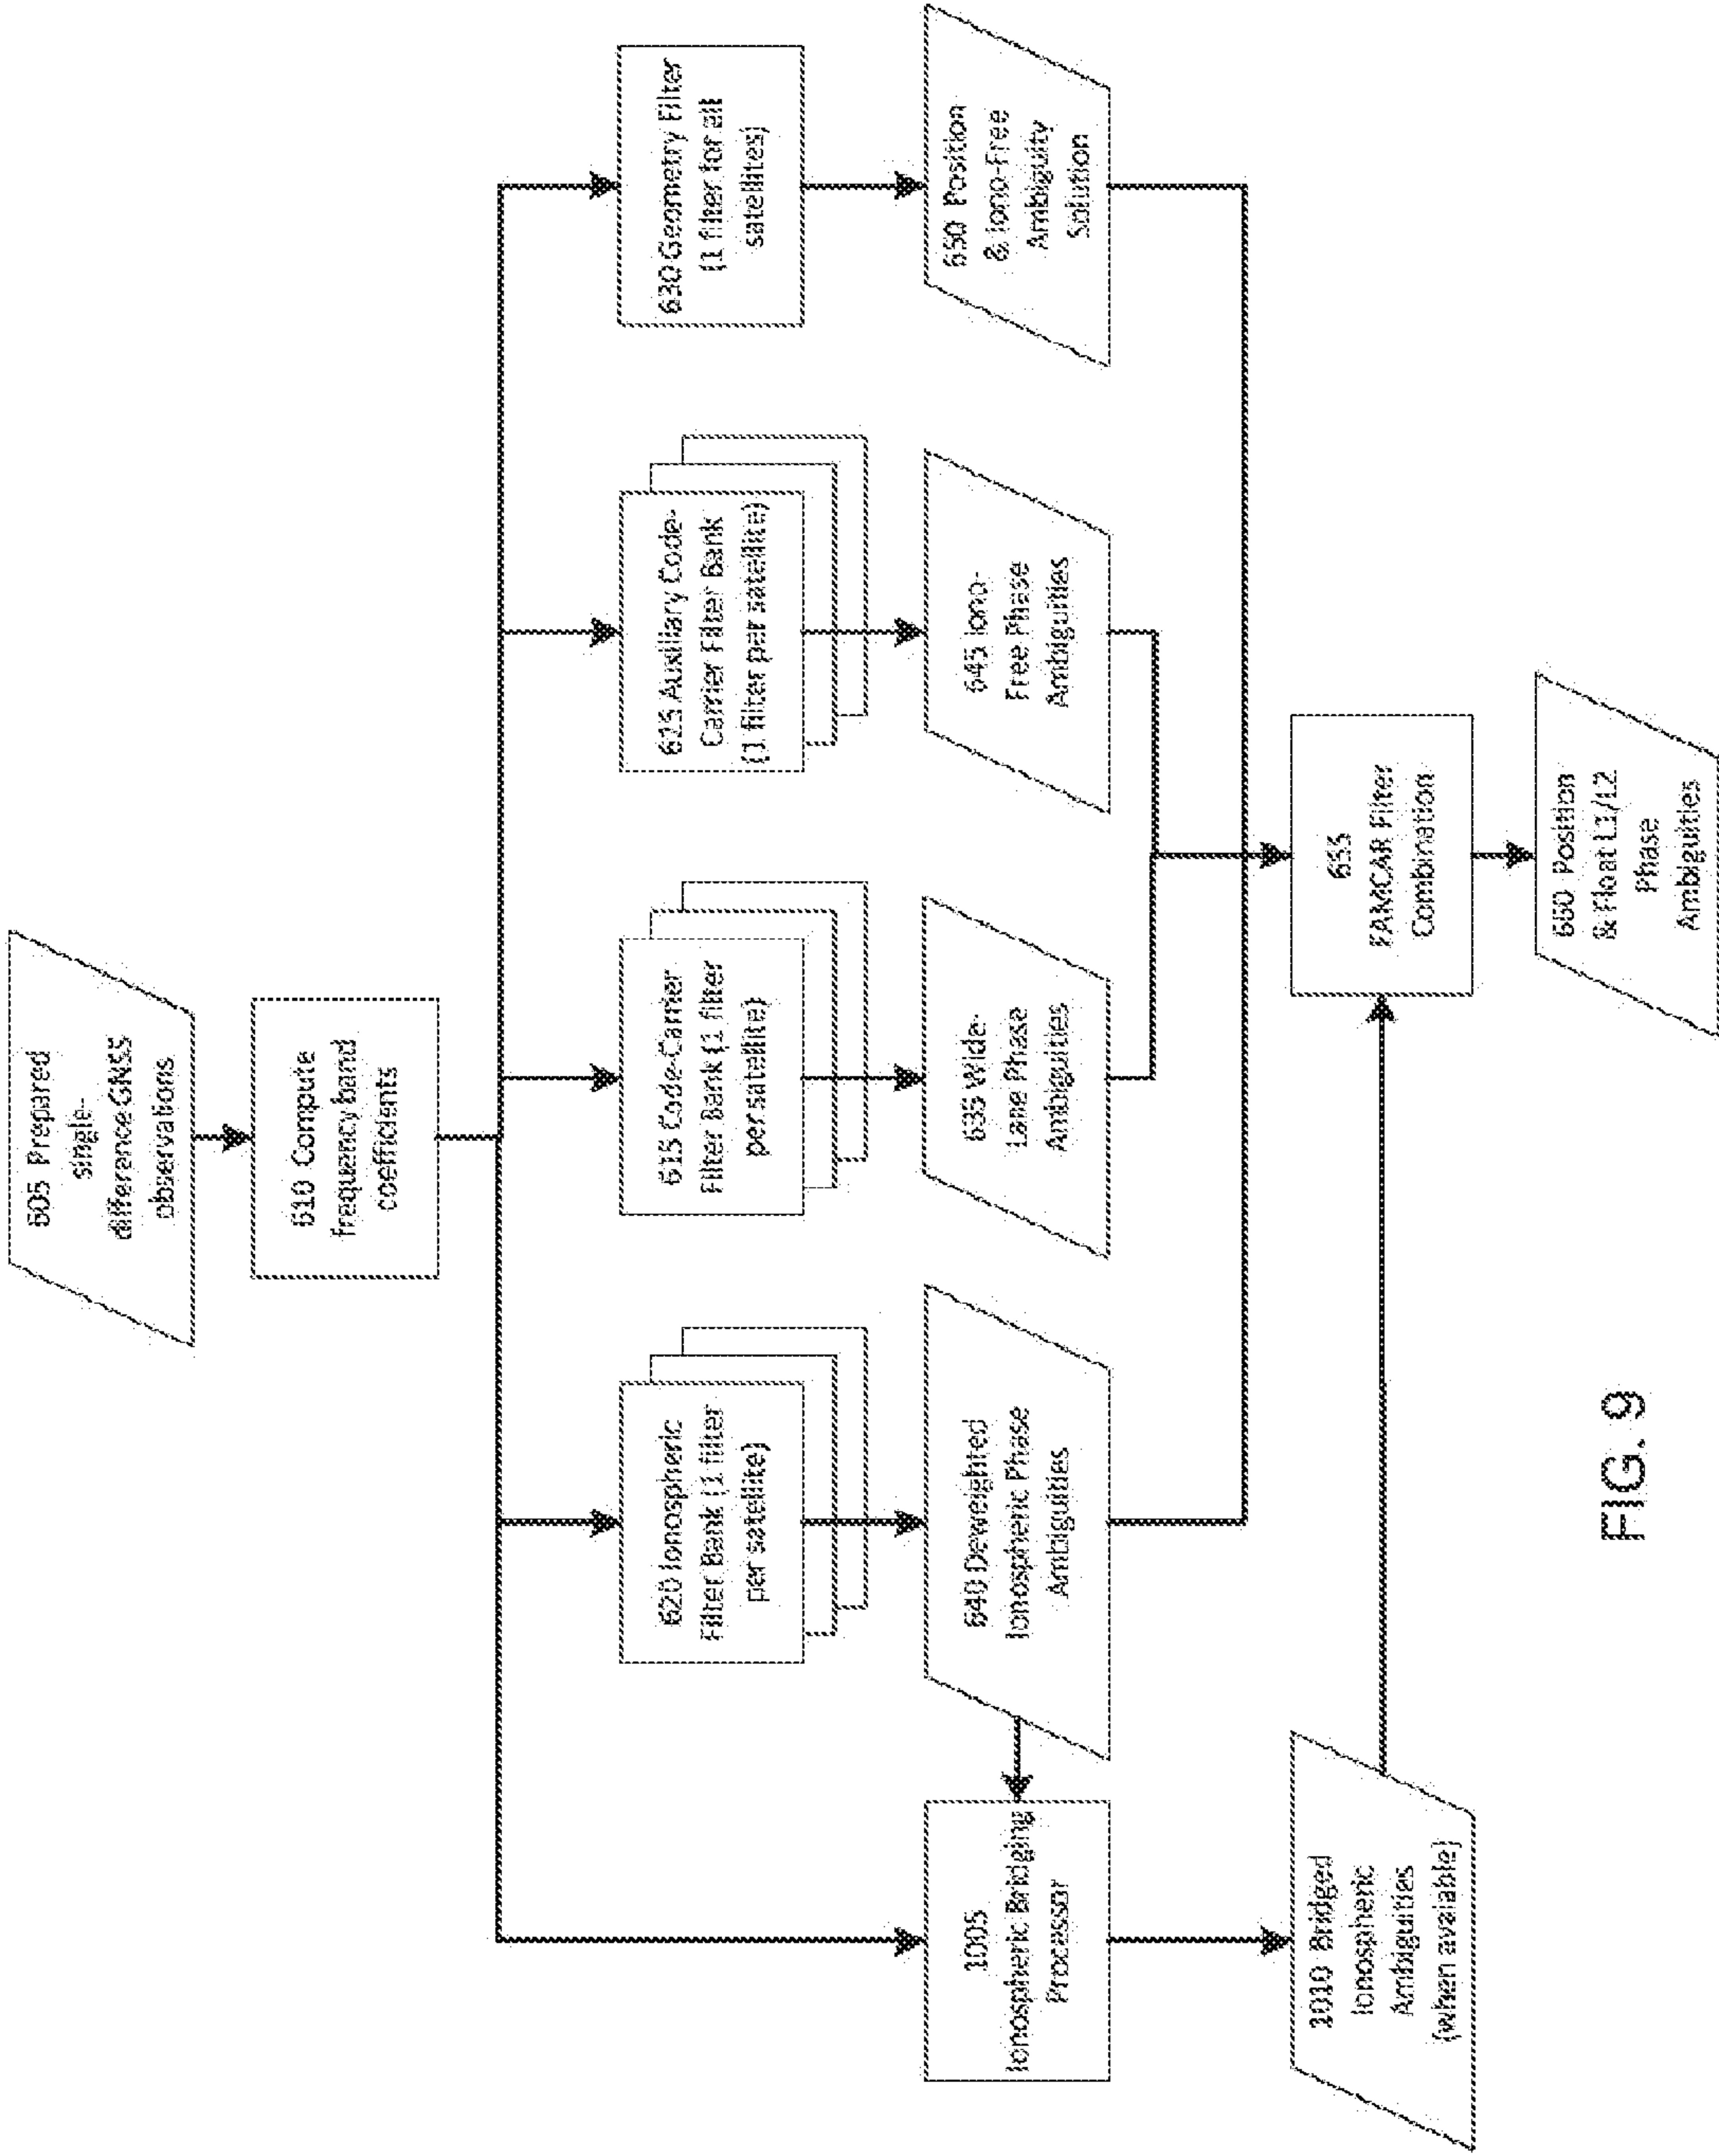 605 Prepared
single-
difference GNSS
observations
610 Compute
frequency band
coefficients
620 Ionospheric
Filter Bank (1 filter
per satellite)
615 Code-Carrier
Filter Bank (1 filter
per satellite)
625 Auxiliary Code-
Carrier Filter Bank
(1 filter per satellite)
630 Geometry Filter
(1 filter for all
satellites)
1005
Ionospheric Bridging
Processor
640 Deweighted
Ionospheric Phase
Ambiguities
635 Wide-
Lane Phase
Ambiguities
645 Iono-
Free Phase
Ambiguities
650 Position
& Iono-Free
Ambiguity
Solution
1010 Bridged
Ionospheric
Ambiguities
(when available)
655
FAMCAR Filter
Combination
660 Position
& Float L1/L2
Phase
Ambiguities
FIG. 9